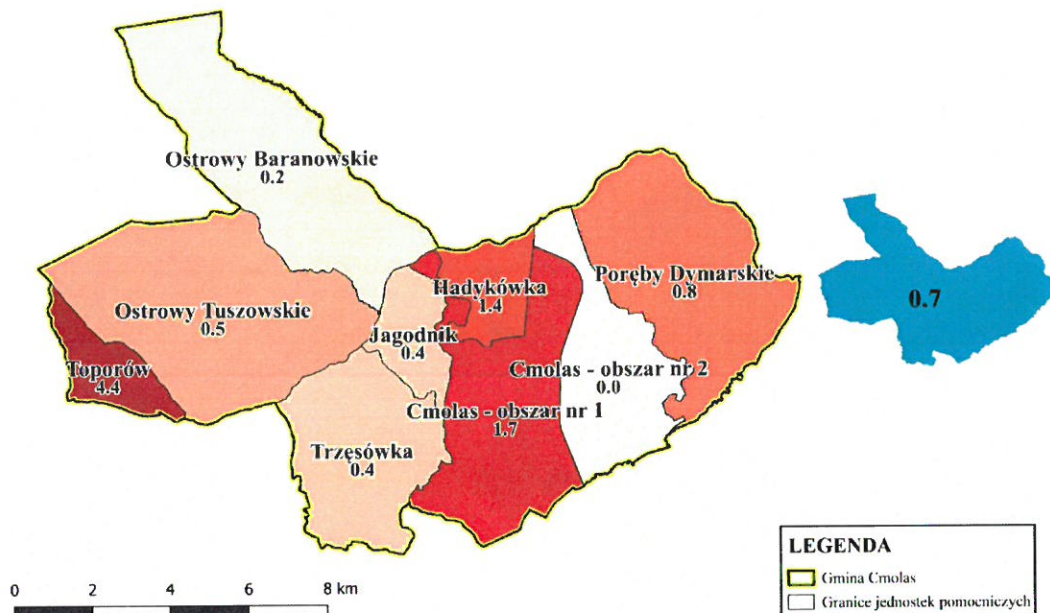 Ostrowy Baranowskie
0.2
Ostrowy Tuszowskie
0.5
Toporów
4.4
Hadykówka
1.4
Jagodnik
0.4
Poręby Dymarskie
0.8
Cmolas - obszar nr 2
0.0
Cmolas - obszar nr 1
1.7
Trzęsówka
0.4
0.7
0 2 4 6 8 km
LEGENDA
Gmina Cmolas
Granice jednostek pomocniczych